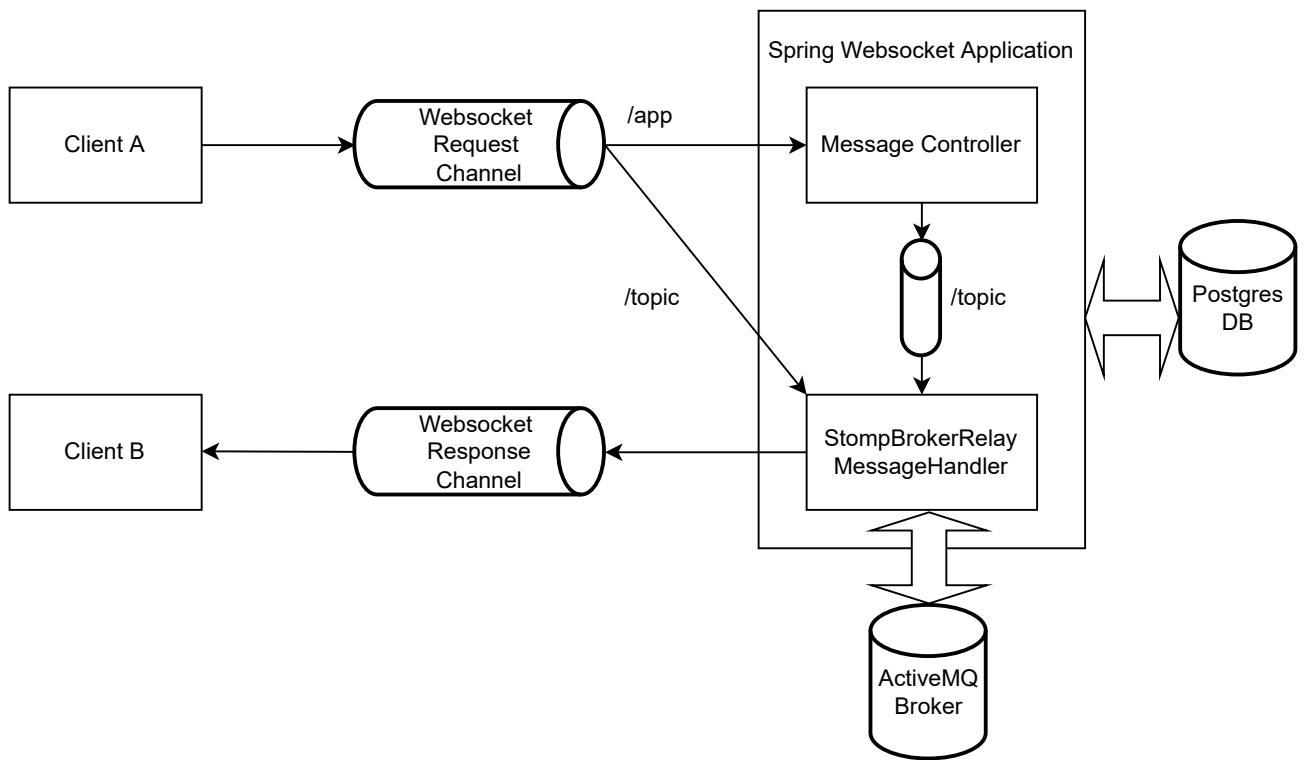 Spring Websocket Application
Client A
Websocket
Request
Channel
/app
Message Controller
/topic
/topic
Postgres
DB
Client B
Websocket
Response
Channel
StompBrokerRelay
MessageHandler
ActiveMQ
Broker